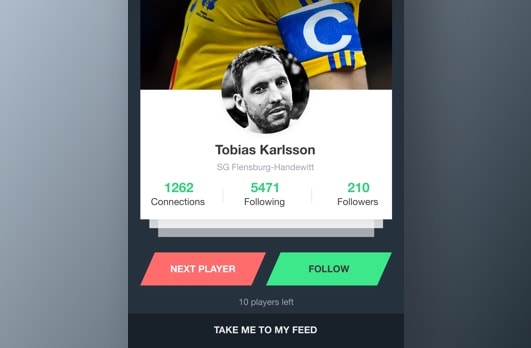 C
Tobias Karlsson
SG Flensburg-Handewitt
1262 5471 210
Connections Following Followers
NEXT PLAYER FOLLOW
10 players left
TAKE ME TO MY FEED